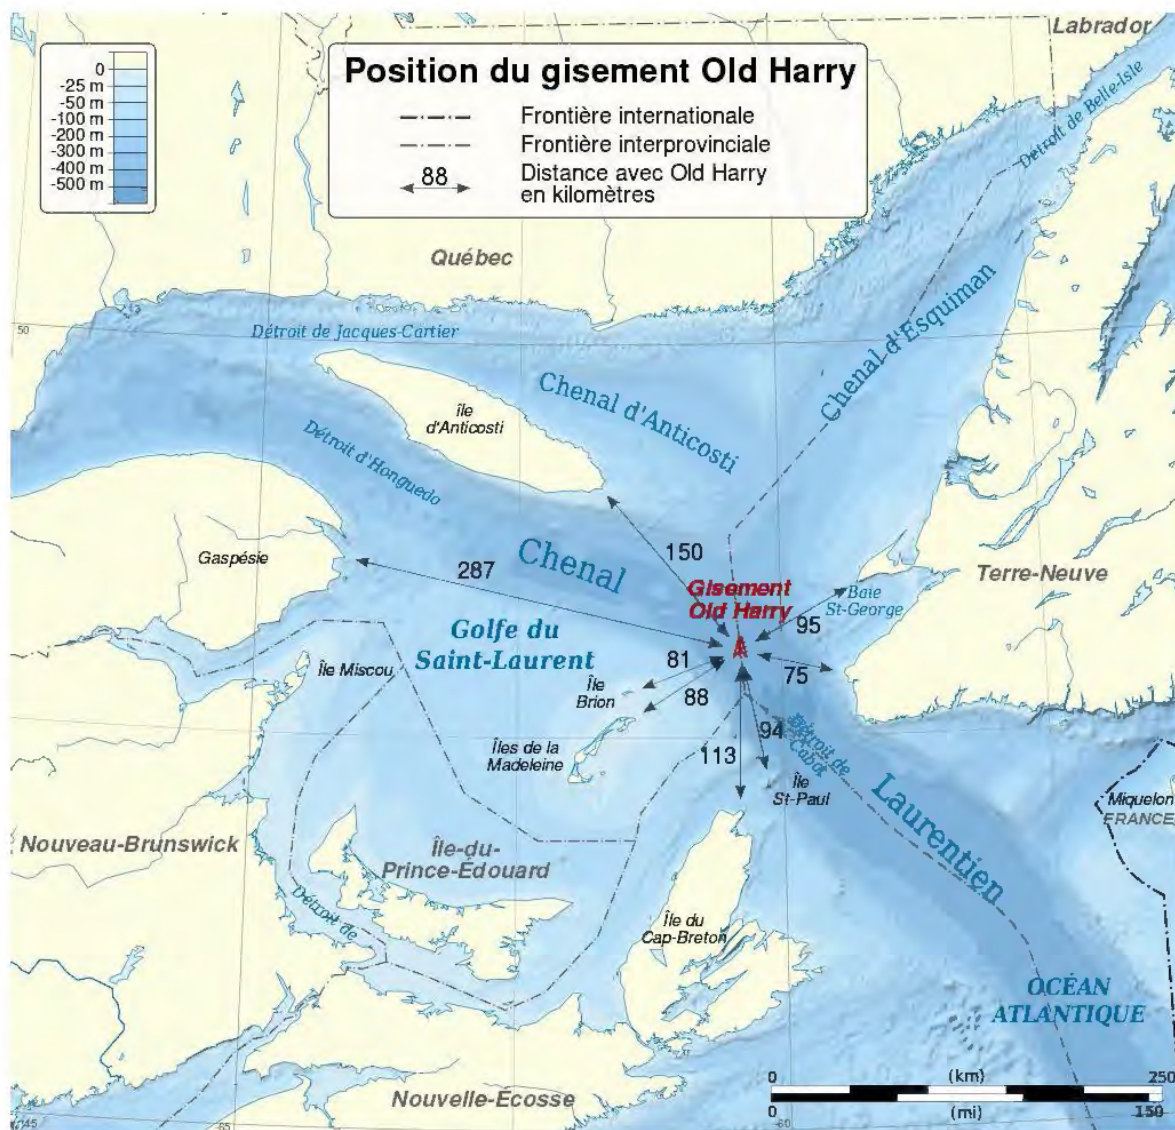 Position du gisement Old Harry
Frontière internationale
Frontière interprovinciale
88
Distance avec Old Harry
en kilomètres
0
-25 m
-50 m
-100 m
-200 m
-300 m
-400 m
-500 m
Labrador
Détroit de Belle-Isle
Québec
50
Détroit de Jacques-Cartier
Chenal d'Esquiman
Chenal d'Anticosti
île
d'Anticosti
Détroit d'Honguedo
Gaspésie
287
Chenal
150
Gisement
Old Harry
Baie
St-George
Terre-Neuve
95
Golfe du
Saint-Laurent
81
75
Île Miscou
Île
Brion
88
94
Détroit de
Cabot
113
Îles de la
Madeleine
Île
St-Paul
Laurentien
Miquelon
FRANCE
Nouveau-Brunswick
Île-du-
Prince-Édouard
Détroit de
Île du
Cap-Breton
OCÉAN
ATLANTIQUE
Nouvelle-Écosse
0
(km)
250
0
(mi)
150
-65
-60